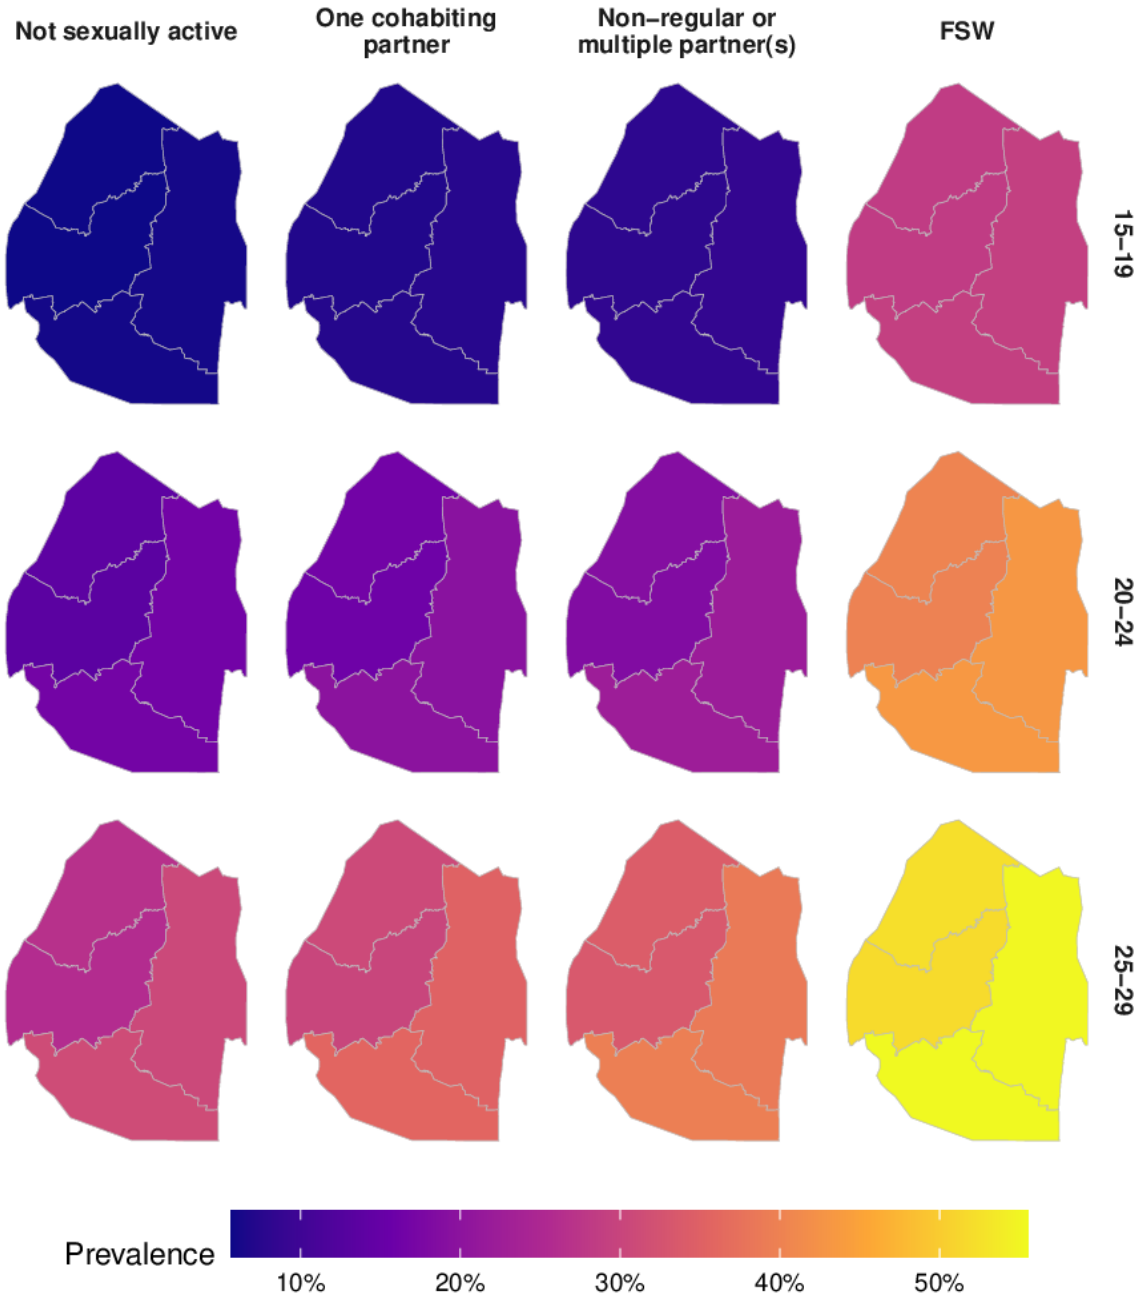 Not sexually active
One cohabiting
partner
Non−regular or
multiple partner(s)
FSW
15−19
20−24
25−29
Prevalence
10%
20%
30%
40%
50%